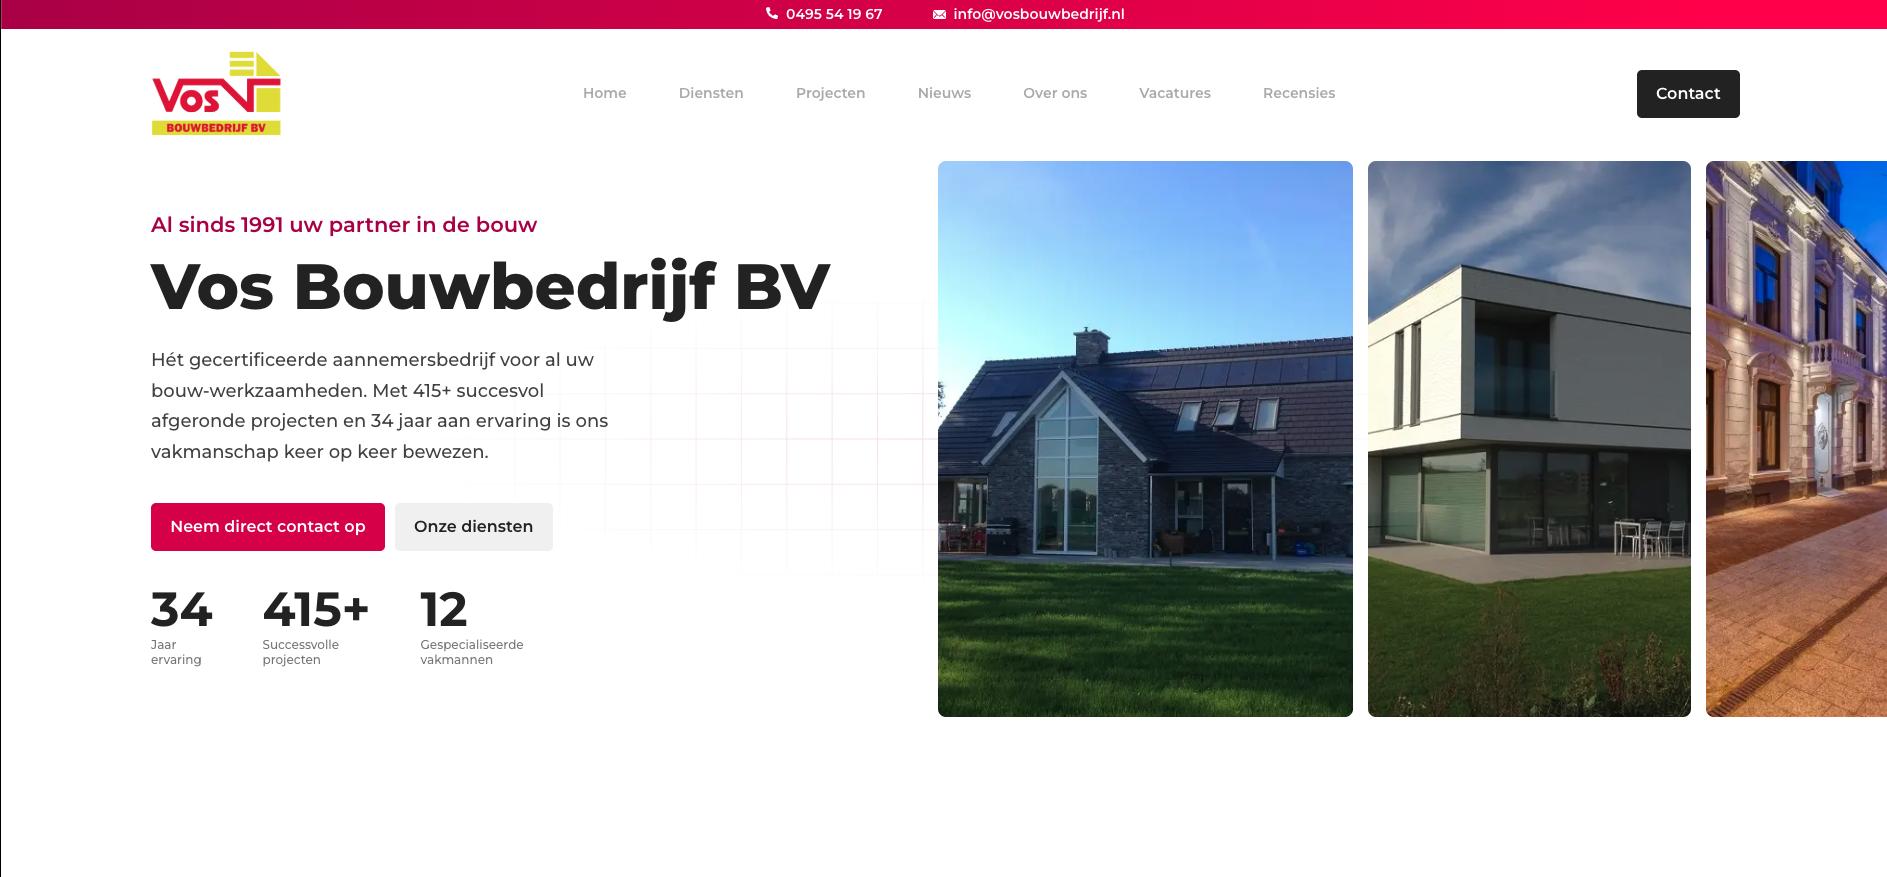 0495 54 19 67
info@vosbouwbedrijf.nl
Vos
BOUWBEDRIJF BV
Home
Diensten
Projecten
Nieuws
Over ons
Vacatures
Recensies
Contact
Al sinds 1991 uw partner in de bouw
Vos Bouwbedrijf BV
Hét gecertificeerde aannemersbedrijf voor al uw
bouw-werkzaamheden. Met 415+ succesvol
afgeronde projecten en 34 jaar aan ervaring is ons
vakmanschap keer op keer bewezen.
Neem direct contact op
Onze diensten
34
Jaar
ervaring
415+
Successvolle
projecten
12
Gespecialiseerde
vakmannen